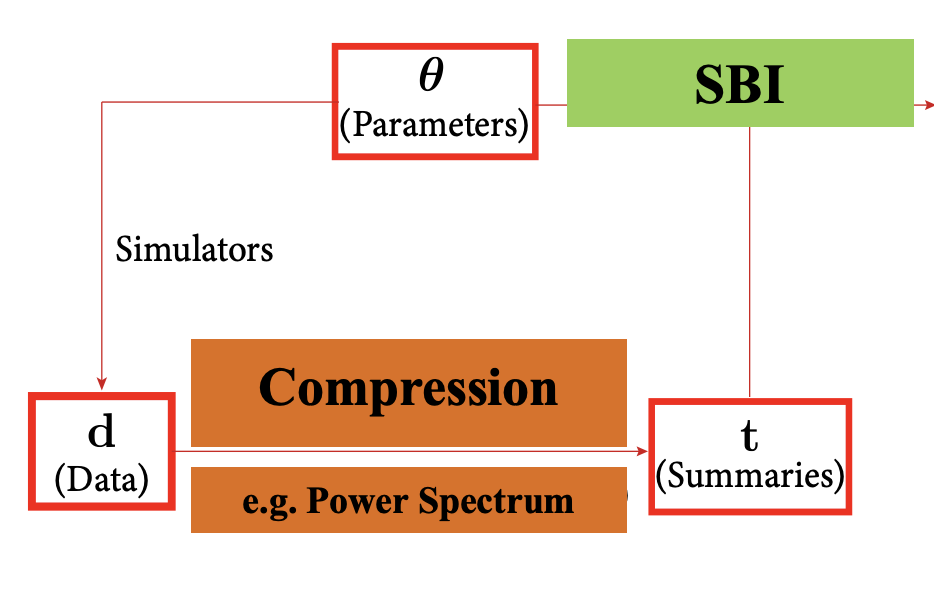 θ
(Parameters)
SBI
Simulators
Compression
d
(Data)
t
(Summaries)
e.g. Power Spectrum